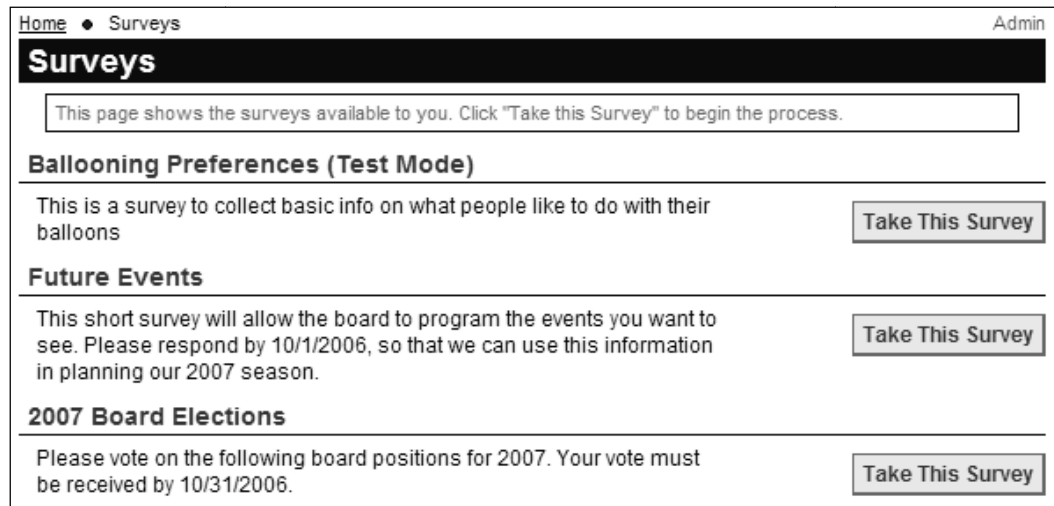 Home ● Surveys Admin
Surveys
This page shows the surveys available to you. Click "Take this Survey" to begin the process.
Ballooning Preferences (Test Mode)
This is a survey to collect basic info on what people like to do with their
balloons
Take This Survey
Future Events
This short survey will allow the board to program the events you want to
see. Please respond by 10/1/2006, so that we can use this information
in planning our 2007 season.
Take This Survey
2007 Board Elections
Please vote on the following board positions for 2007. Your vote must
be received by 10/31/2006.
Take This Survey